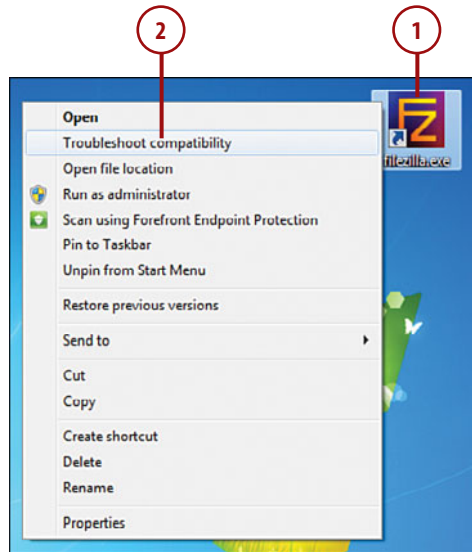 2
1
Open
Troubleshoot compatibility
Open file location
Run as administrator
Scan using Forefront Endpoint Protection
Pin to Taskbar
Unpin from Start Menu
Restore previous versions
Send to
Cut
Copy
Create shortcut
Delete
Rename
Properties
FZ
filezilla.exe